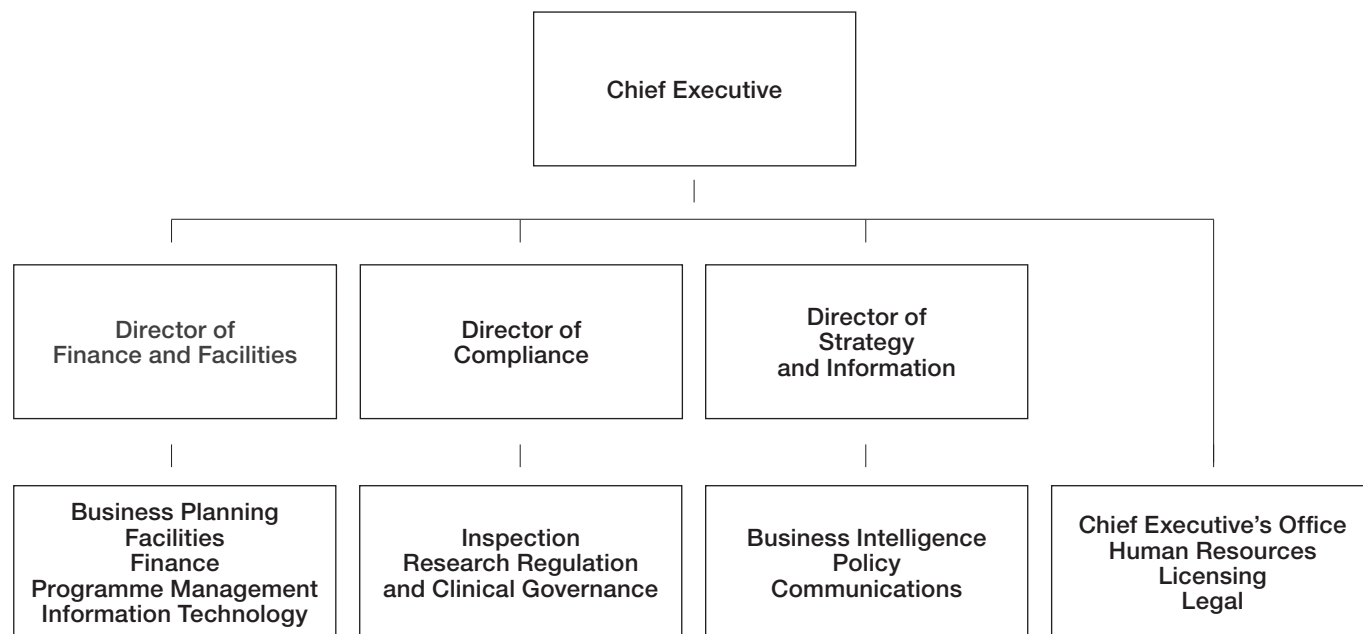 Chief Executive
Director of
Finance and Facilities
Director of
Compliance
Director of
Strategy
and Information
Business Planning
Facilities
Finance
Programme Management
Information Technology
Inspection
Research Regulation
and Clinical Governance
Business Intelligence
Policy
Communications
Chief Executive's Office
Human Resources
Licensing
Legal